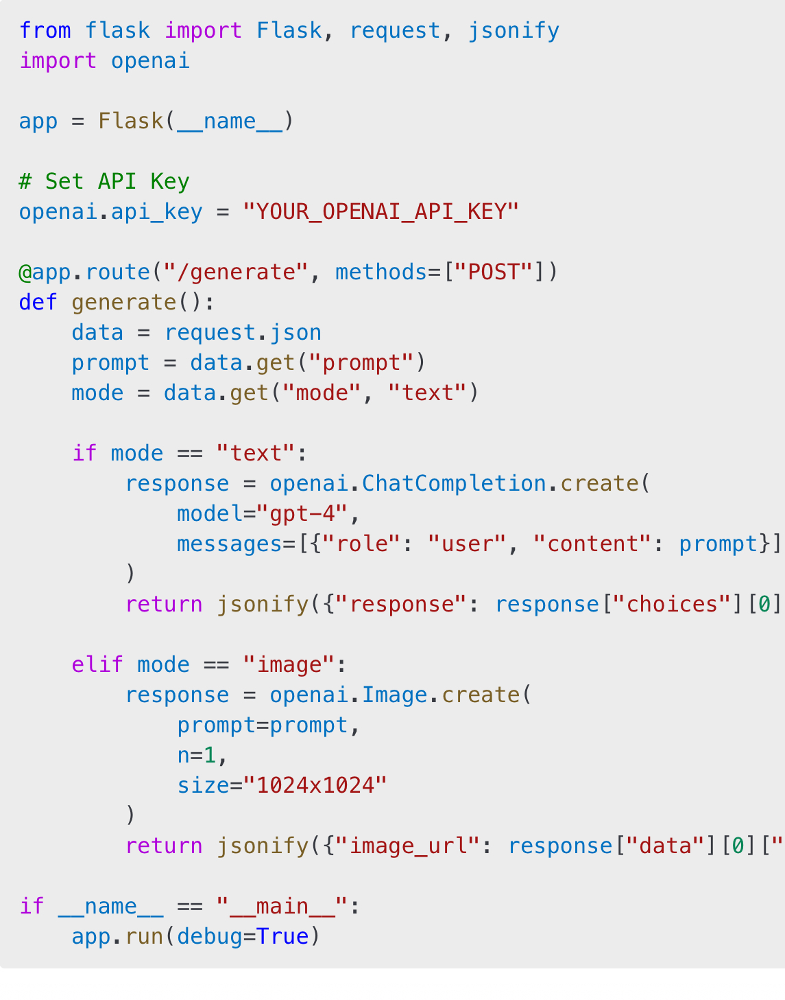 from flask import Flask, request, jsonify
import openai

app = Flask(__name__)

# Set API Key
openai.api_key = "YOUR_OPENAI_API_KEY"

@app.route("/generate", methods=["POST"])
def generate():
    data = request.json
    prompt = data.get("prompt")
    mode = data.get("mode", "text")

    if mode == "text":
        response = openai.ChatCompletion.create(
            model="gpt-4",
            messages=[{"role": "user", "content": prompt}]
        )
        return jsonify({"response": response["choices"][0]

    elif mode == "image":
        response = openai.Image.create(
            prompt=prompt,
            n=1,
            size="1024x1024"
        )
        return jsonify({"image_url": response["data"][0]["

if __name__ == "__main__":
    app.run(debug=True)